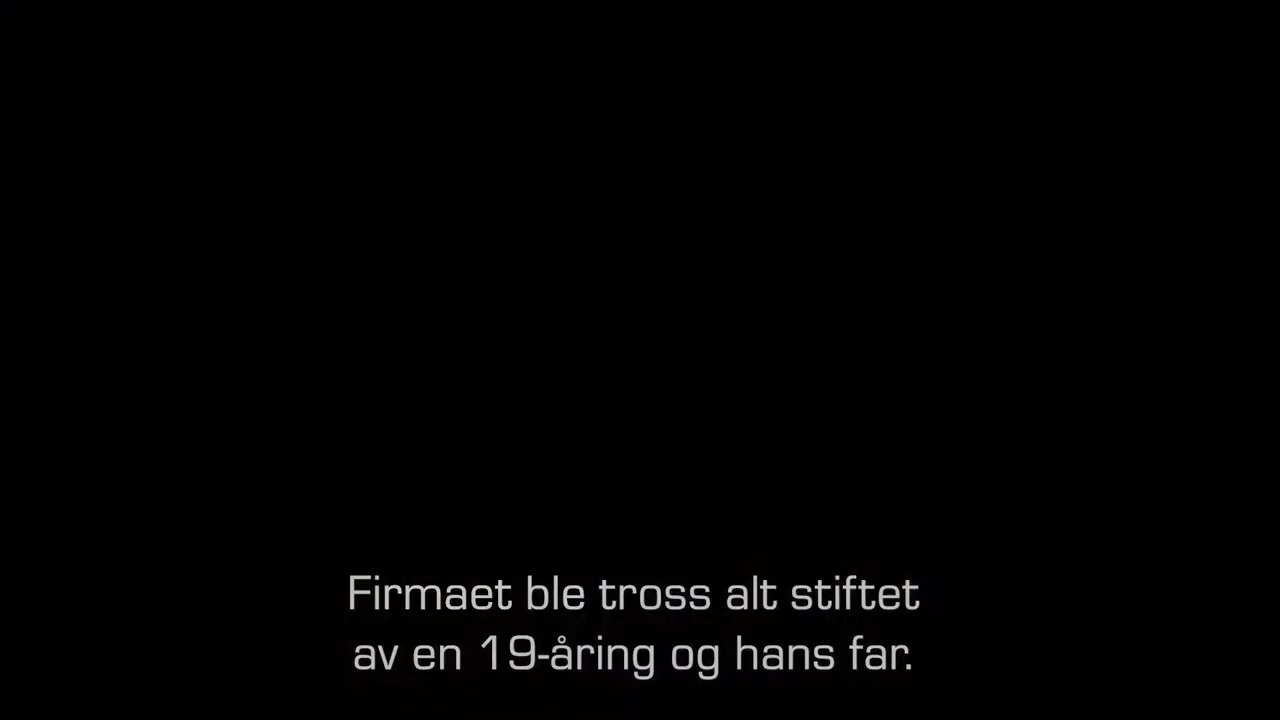 Firmaet ble tross alt stiftet
av en 19-åring og hans far.